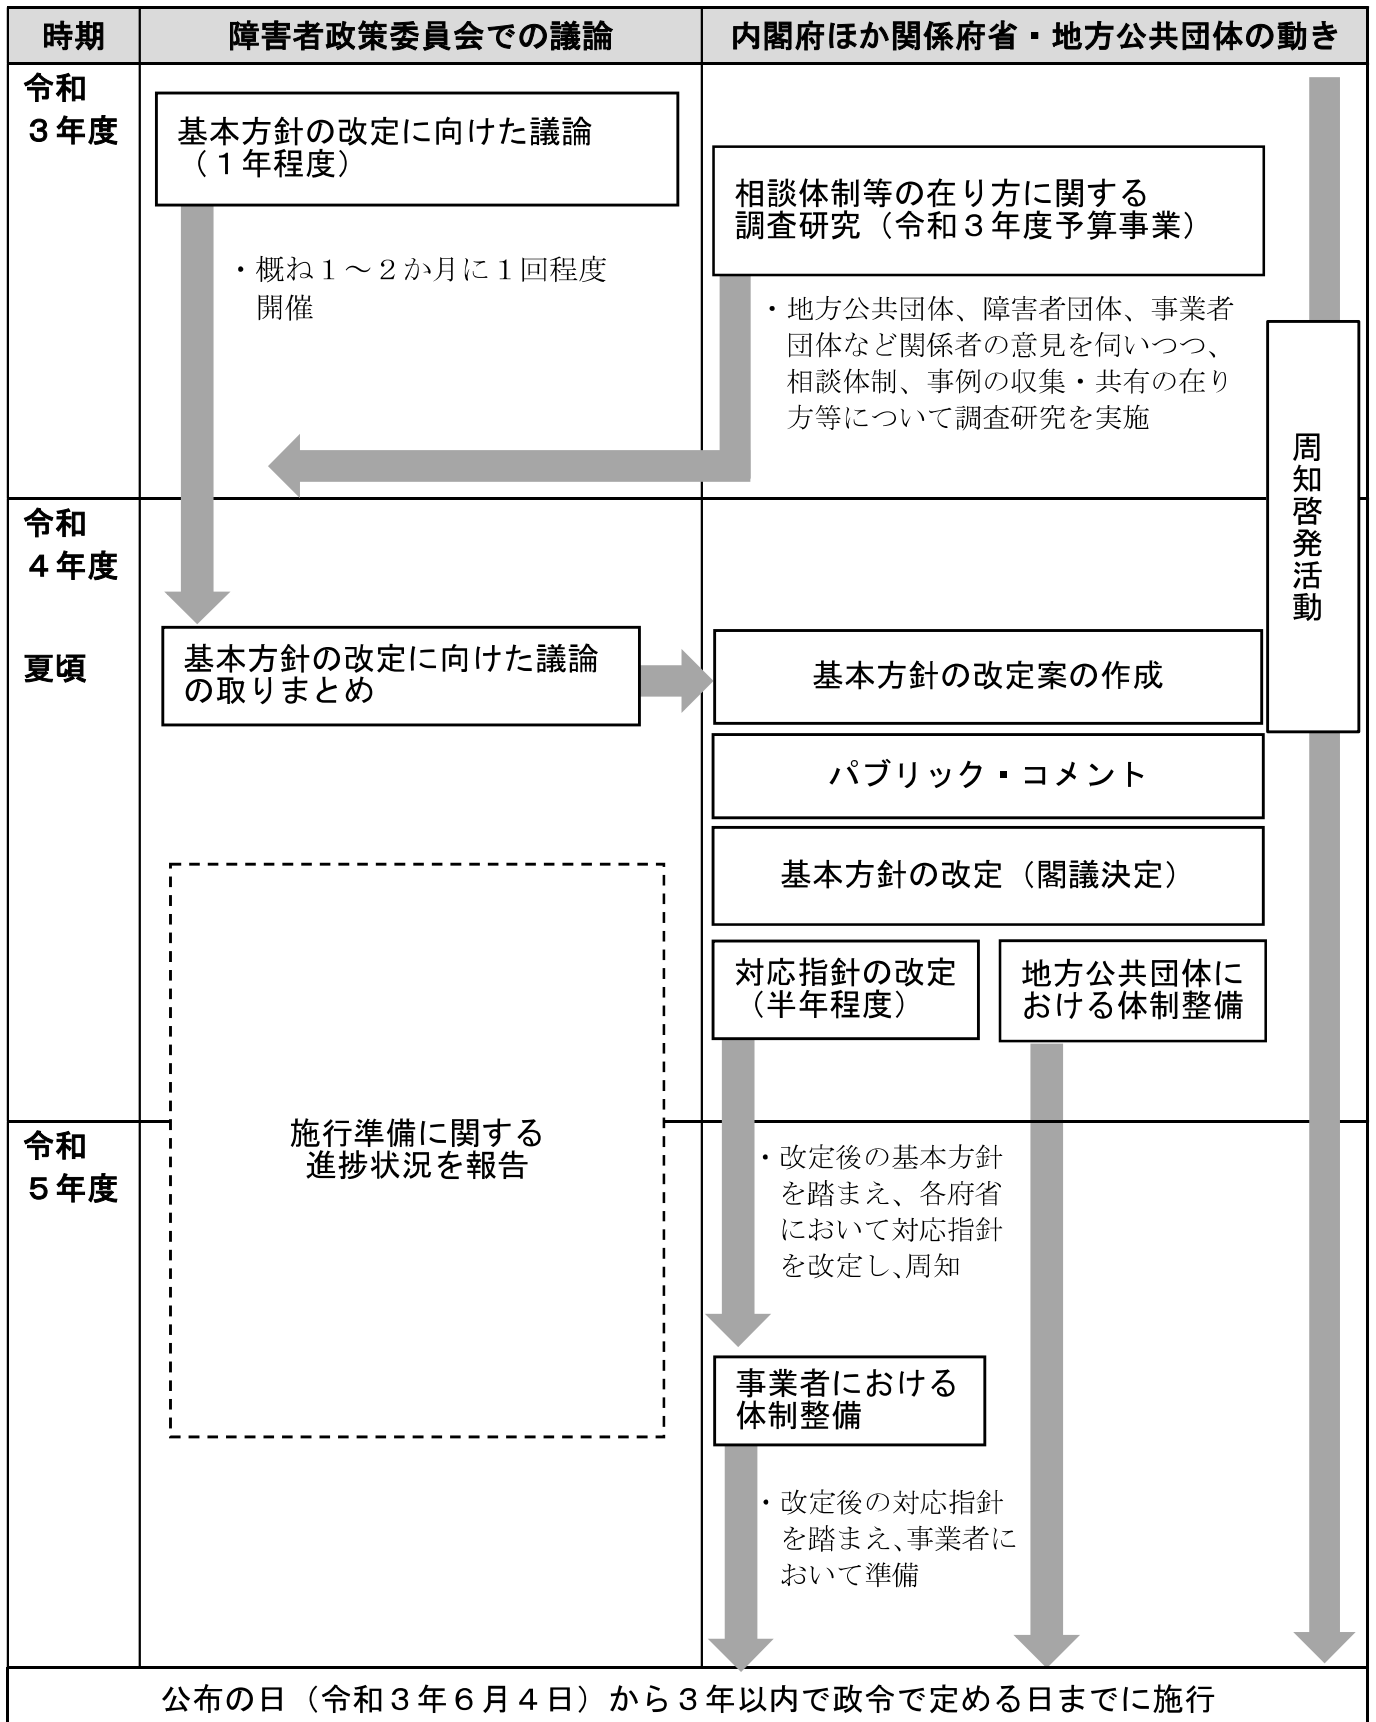 時期
障害者政策委員会での議論
内閣府ほか関係府省・地方公共団体の動き
令和
３年度
基本方針の改定に向けた議論
（１年程度）
・概ね１～２か月に１回程度
開催
相談体制等の在り方に関する
調査研究（令和３年度予算事業）
・地方公共団体、障害者団体、事業者
団体など関係者の意見を伺いつつ、
相談体制、事例の収集・共有の在り
方等について調査研究を実施
周知啓発活動
令和
４年度
夏頃
基本方針の改定に向けた議論
の取りまとめ
基本方針の改定案の作成
パブリック・コメント
基本方針の改定（閣議決定）
対応指針の改定
（半年程度）
地方公共団体に
おける体制整備
施行準備に関する
進捗状況を報告
令和
５年度
・改定後の基本方針
を踏まえ、各府省
において対応指針
を改定し、周知
事業者における
体制整備
・改定後の対応指針
を踏まえ、事業者に
おいて準備
公布の日（令和３年６月４日）から３年以内で政令で定める日までに施行